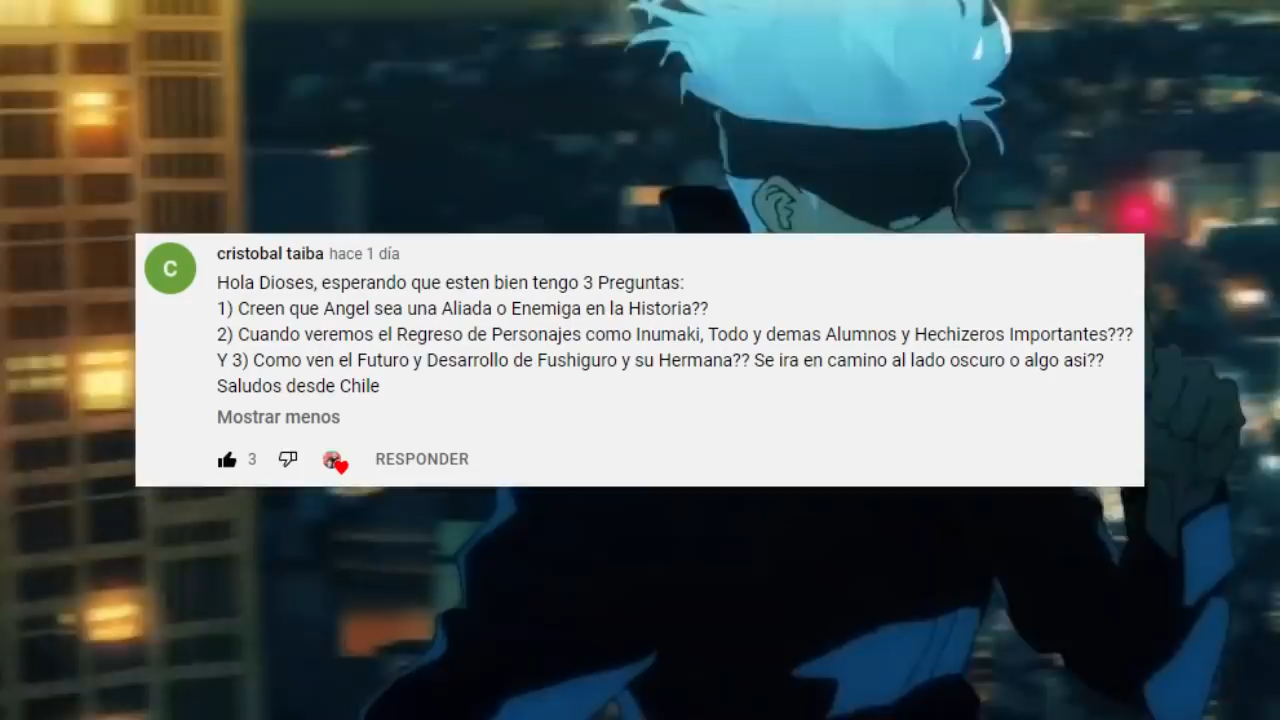 C
cristobal taiba hace 1 día
Hola Dioses, esperando que esten bien tengo 3 Preguntas:
1) Creen que Angel sea una Aliada o Enemiga en la Historia??
2) Cuando veremos el Regreso de Personajes como Inumaki, Todo y demas Alumnos y Hechizeros Importantes???
Y 3) Como ven el Futuro y Desarrollo de Fushiguro y su Hermana?? Se ira en camino al lado oscuro o algo asi??
Saludos desde Chile
Mostrar menos
3 RESPONDER